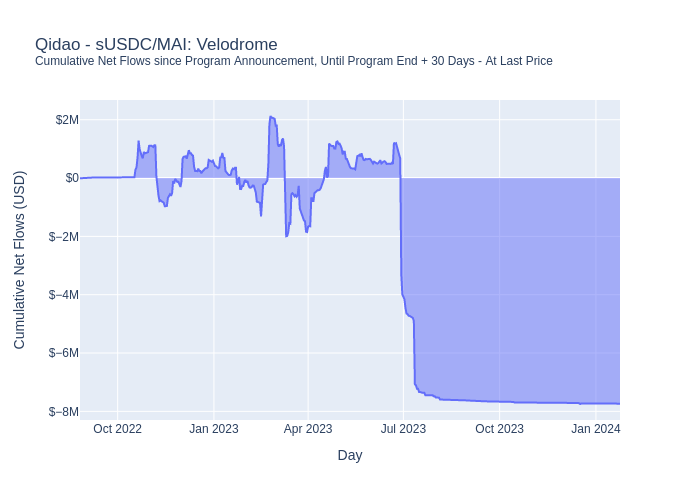 Qidao - sUSDC/MAI: Velodrome
Cumulative Net Flows since Program Announcement, Until Program End + 30 Days - At Last Price
Cumulative Net Flows (USD)
$2M
$0
$−2M
$−4M
$−6M
$−8M
Oct 2022
Jan 2023
Apr 2023
Jul 2023
Oct 2023
Jan 2024
Day